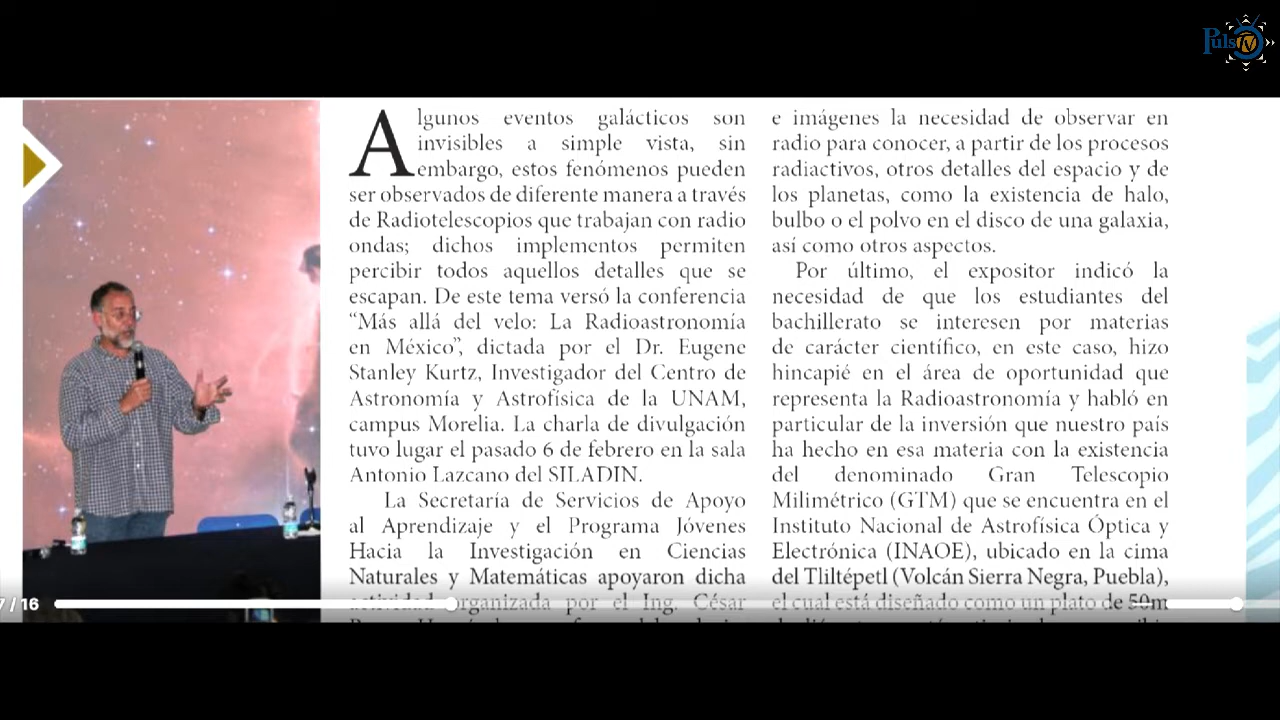 Puls TV
Algunos eventos galácticos son
invisibles a simple vista, sin
embargo, estos fenómenos pueden
ser observados de diferente manera a través
de Radiotelescopios que trabajan con radio
ondas; dichos implementos permiten
percibir todos aquellos detalles que se
escapan. De este tema versó la conferencia
“Más allá del velo: La Radioastronomía
en México”, dictada por el Dr. Eugene
Stanley Kurtz, Investigador del Centro de
Astronomía y Astrofísica de la UNAM,
campus Morelia. La charla de divulgación
tuvo lugar el pasado 6 de febrero en la sala
Antonio Lazcano del SILADIN.
La Secretaría de Servicios de Apoyo
al Aprendizaje y el Programa Jóvenes
Hacia la Investigación en Ciencias
Naturales y Matemáticas apoyaron dicha
actividad organizada por el Ing. César
e imágenes la necesidad de observar en
radio para conocer, a partir de los procesos
radiactivos, otros detalles del espacio y de
los planetas, como la existencia de halo,
bulbo o el polvo en el disco de una galaxia,
así como otros aspectos.
Por último, el expositor indicó la
necesidad de que los estudiantes del
bachillerato se interesen por materias
de carácter científico, en este caso, hizo
hincapié en el área de oportunidad que
representa la Radioastronomía y habló en
particular de la inversión que nuestro país
ha hecho en esa materia con la existencia
del denominado Gran Telescopio
Milimétrico (GTM) que se encuentra en el
Instituto Nacional de Astrofísica Óptica y
Electrónica (INAOE), ubicado en la cima
del Tliltépetl (Volcán Sierra Negra, Puebla),
el cual está diseñado como un plato de 50m
7 / 16